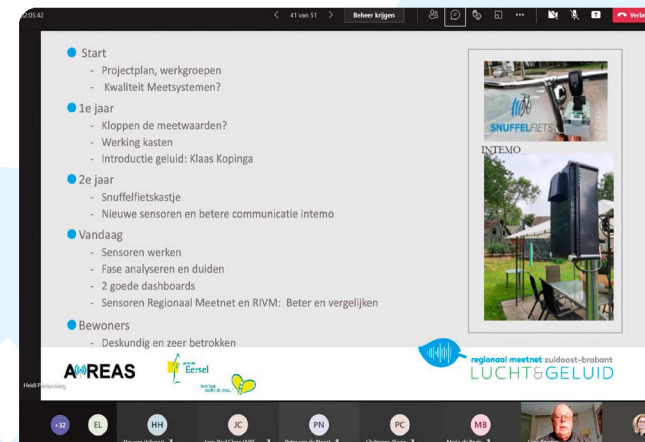 02:05:42
41 van 51
Beheer krijgen
Verla
Start
- Projectplan, werkgroepen
- Kwaliteit Meetsystemen?
1e jaar
- Kloppen de meetwaarden?
- Werking kasten
- Introductie geluid: Klaas Kopinga
2e jaar
- Snuffelfietskastje
- Nieuwe sensoren en betere communicatie Intemo
Vandaag
- Sensoren werken
- Fase analyseren en duiden
- 2 goede dashboards
- Sensoren Regionaal Meetnet en RIVM: Beter en vergelijken
Bewoners
- Deskundig en zeer betrokken
SNUFFELFIETS
INTEMO
AiREAS
Eersel
regionaal meetnet zuidoost-brabant
LUCHT&GELUID
Heidi
+32
EL
HH
JC
PN
PC
MB